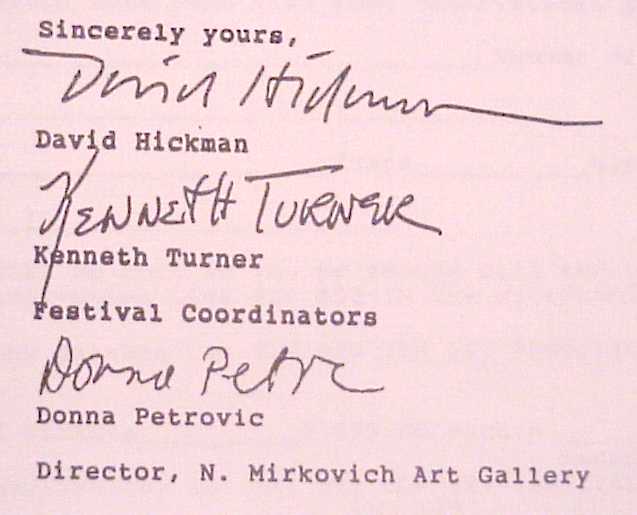 Sincerely yours,
David Hickman
David Hickman
KENNETH TURNER
Kenneth Turner
Festival Coordinators
Donna Petrovic
Donna Petrovic
Director, N. Mirkovich Art Gallery